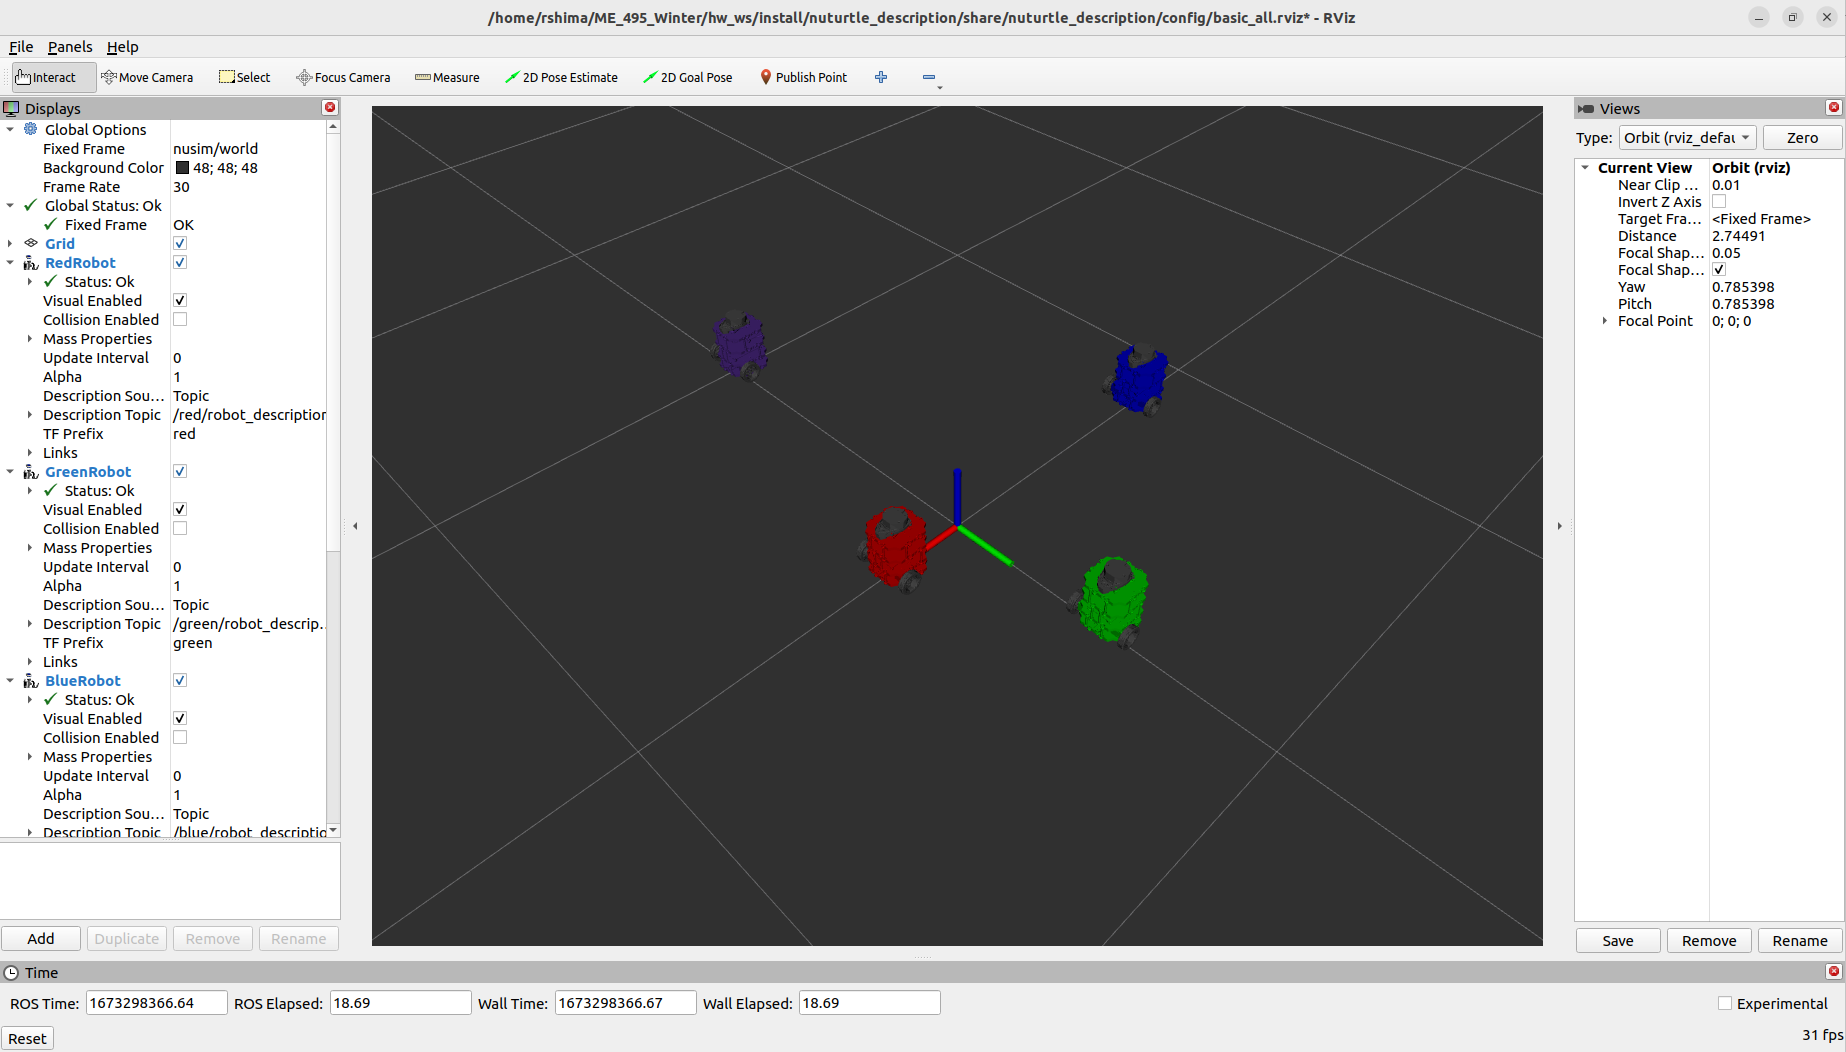 /home/rshima/ME_495_Winter/hw_ws/install/nuturtle_description/share/nuturtle_description/config/basic_all.rviz* - RViz
File Panels Help
Interact Move Camera Select Focus Camera Measure 2D Pose Estimate 2D Goal Pose Publish Point
Displays
Global Options
Fixed Frame nusim/world
Background Color 48; 48; 48
Frame Rate 30
Global Status: Ok
Fixed Frame OK
Grid
RedRobot
Status: Ok
Visual Enabled
Collision Enabled
Mass Properties
Update Interval 0
Alpha 1
Description Sou... Topic
Description Topic /red/robot_description
TF Prefix red
Links
GreenRobot
Status: Ok
Visual Enabled
Collision Enabled
Mass Properties
Update Interval 0
Alpha 1
Description Sou... Topic
Description Topic /green/robot_descrip...
TF Prefix green
Links
BlueRobot
Status: Ok
Visual Enabled
Collision Enabled
Mass Properties
Update Interval 0
Alpha 1
Description Sou... Topic
Description Topic /blue/robot_descriptio
Add Duplicate Remove Rename
Views
Type: Orbit (rviz_defau Zero
Current View Orbit (rviz)
Near Clip ... 0.01
Invert Z Axis
Target Fra... <Fixed Frame>
Distance 2.74491
Focal Shap... 0.05
Focal Shap...
Yaw 0.785398
Pitch 0.785398
Focal Point 0; 0; 0
Save Remove Rename
Time
ROS Time: 1673298366.64 ROS Elapsed: 18.69 Wall Time: 1673298366.67 Wall Elapsed: 18.69 Experimental
Reset 31 fps